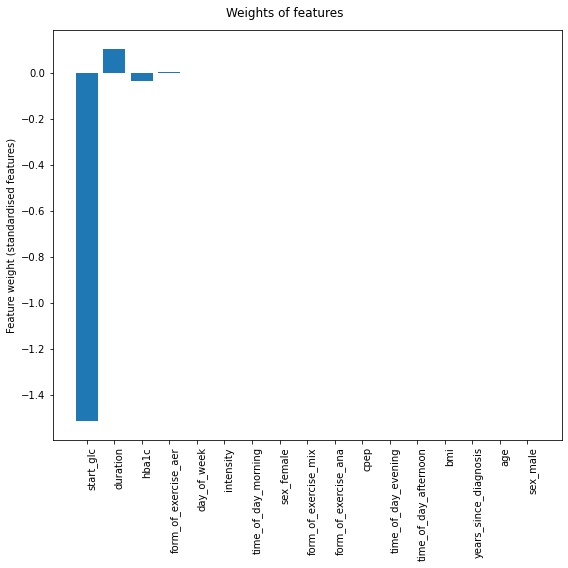 Weights of features
Feature weight (standardised features)
0.0
−0.2
−0.4
−0.6
−0.8
−1.0
−1.2
−1.4
start_glc
duration
hba1c
form_of_exercise_aer
day_of_week
intensity
time_of_day_morning
sex_female
form_of_exercise_mix
form_of_exercise_ana
cpep
time_of_day_evening
time_of_day_afternoon
bmi
years_since_diagnosis
age
sex_male